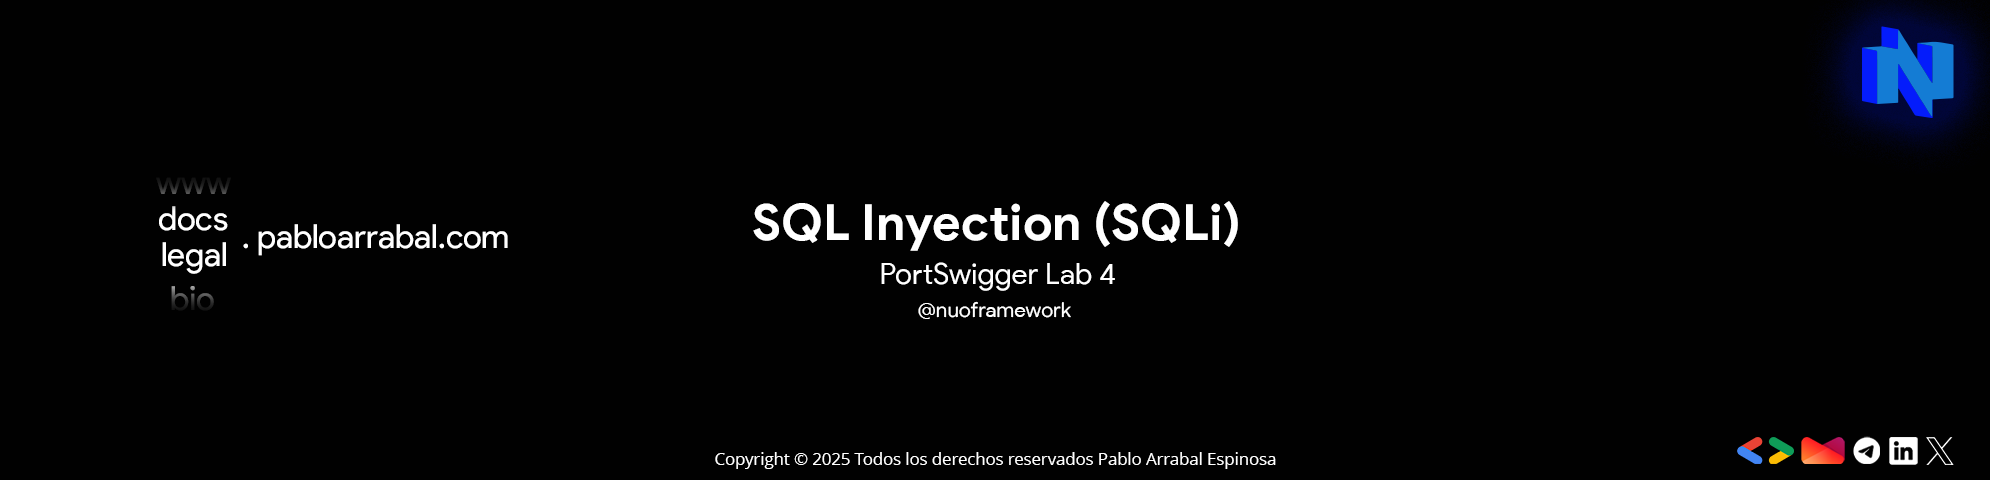 www
docs
legal
bio
. pabloarrabal.com
SQL Inyection (SQLi)
PortSwigger Lab 4
@nuoframework
Copyright © 2025 Todos los derechos reservados Pablo Arrabal Espinosa
N
in
X